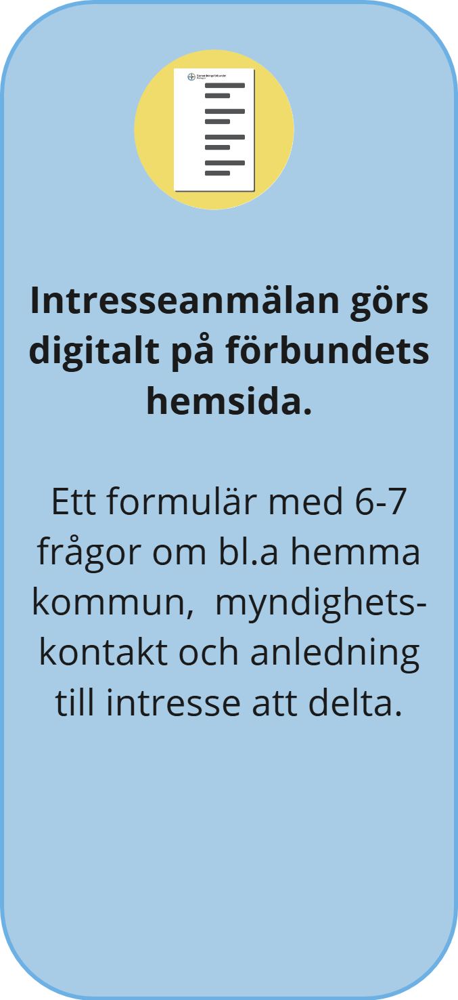 Samordningsförbundet
Intresseanmälan görs
digitalt på förbundets
hemsida.
Ett formulär med 6-7
frågor om bl.a hemma
kommun,  myndighets-
kontakt och anledning
till intresse att delta.